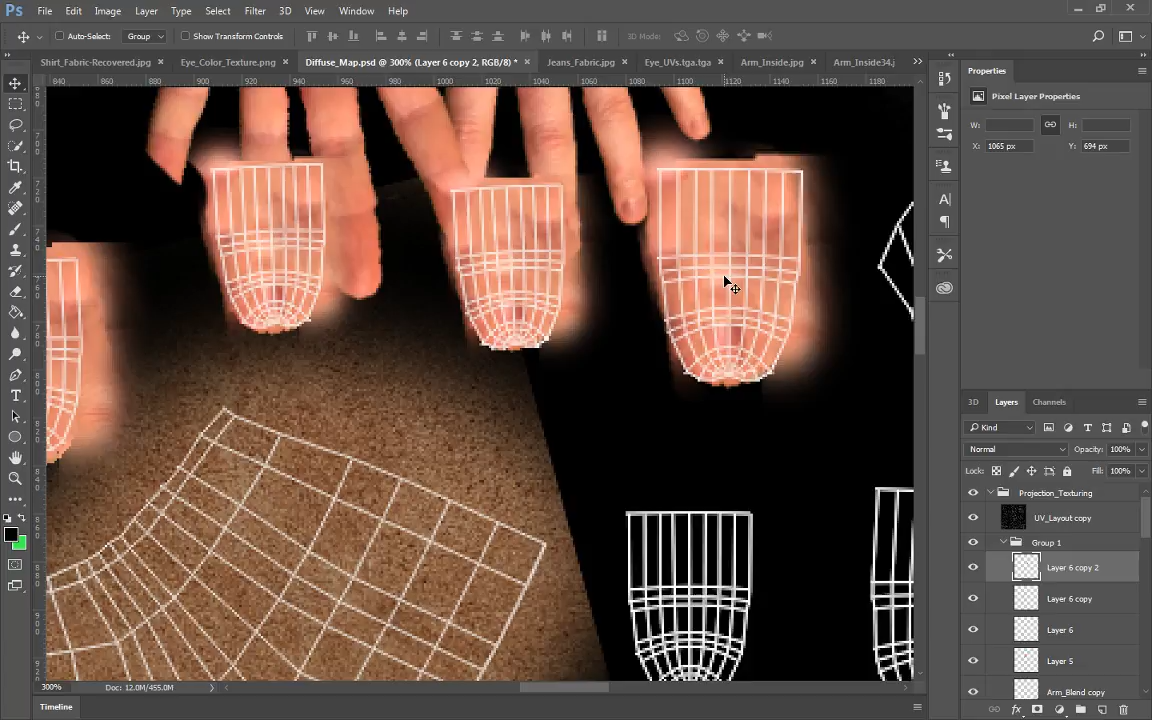 Ps File Edit Image Layer Type Select Filter 3D View Window Help
Auto-Select: Group Show Transform Controls 3D Mode:
Shirt_Fabric-Recovered.jpg × Eye_Color_Texture.png × Diffuse_Map.psd @ 300% (Layer 6 copy 2, RGB/8) * × Jeans_Fabric.jpg × Eye_UVs.tga.tga × Arm_Inside.jpg × Arm_Inside34.j
840 880 900 920 940 960 980 1000 1020 1040 1060 1080 1100 1120 1140 1160 1180
Properties
Pixel Layer Properties
W: H:
X: 1065 px Y: 694 px
3D Layers Channels
Kind
Normal Opacity: 100%
Lock: Fill: 100%
Projection_Texturing
UV_Layout copy
Group 1
Layer 6 copy 2
Layer 6 copy
Layer 6
Layer 5
Arm_Blend copy
300% Doc: 12.0M/455.0M
Timeline